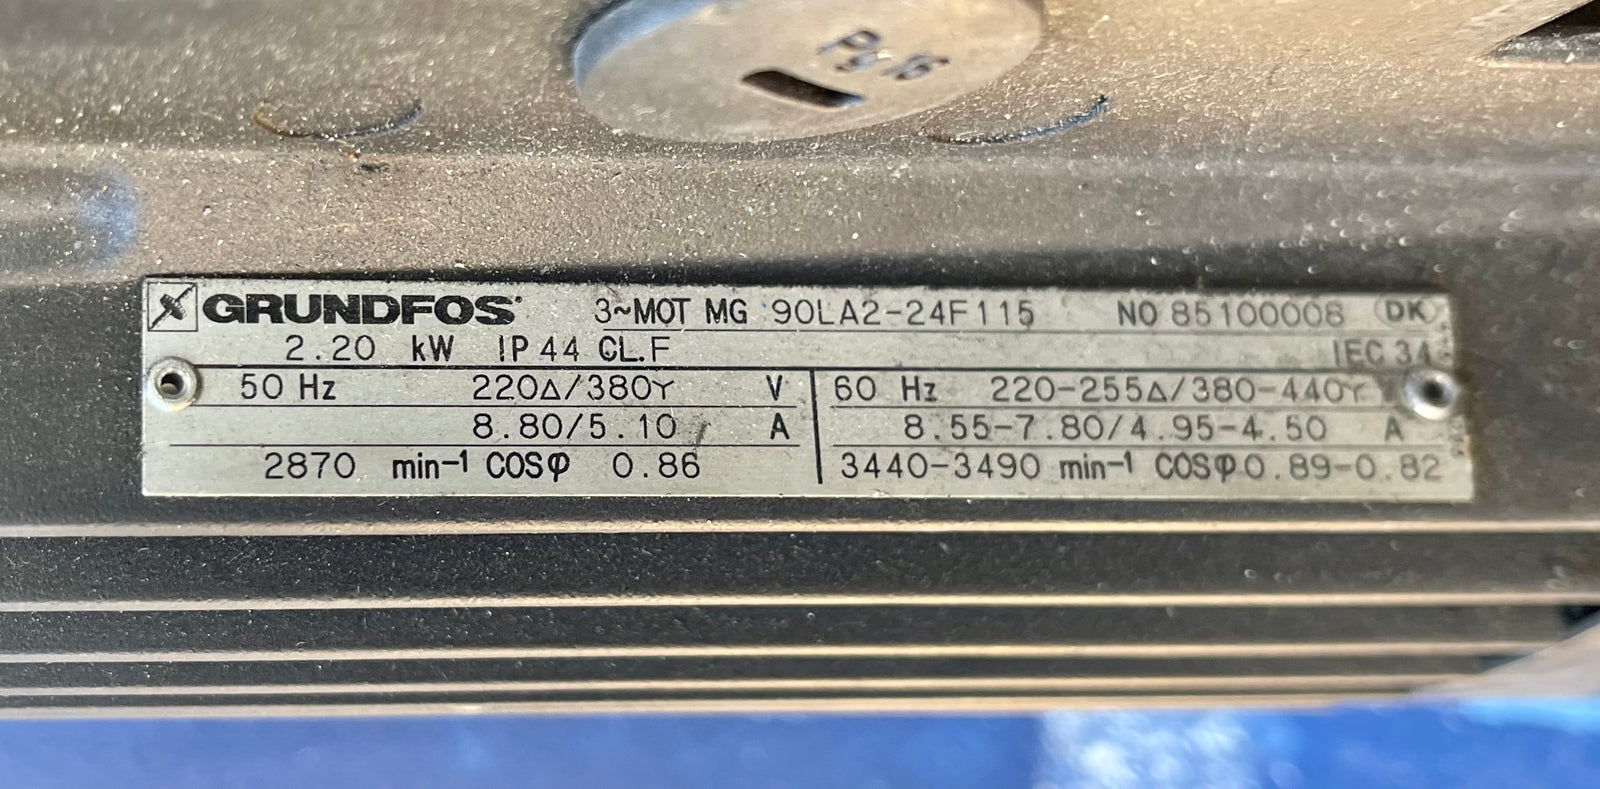 Pg 16
GRUNDFOS 3~MOT MG 90LA2-24F115 NO 85100008 DK
2.20 kW IP 44 CL.F IEC 34
50 Hz 220Δ/380Y V
8.80/5.10 A
2870 min-1 COSφ 0.86
60 Hz 220-255Δ/380-440Y V
8.55-7.80/4.95-4.50 A
3440-3490 min-1 COSφ 0.89-0.82